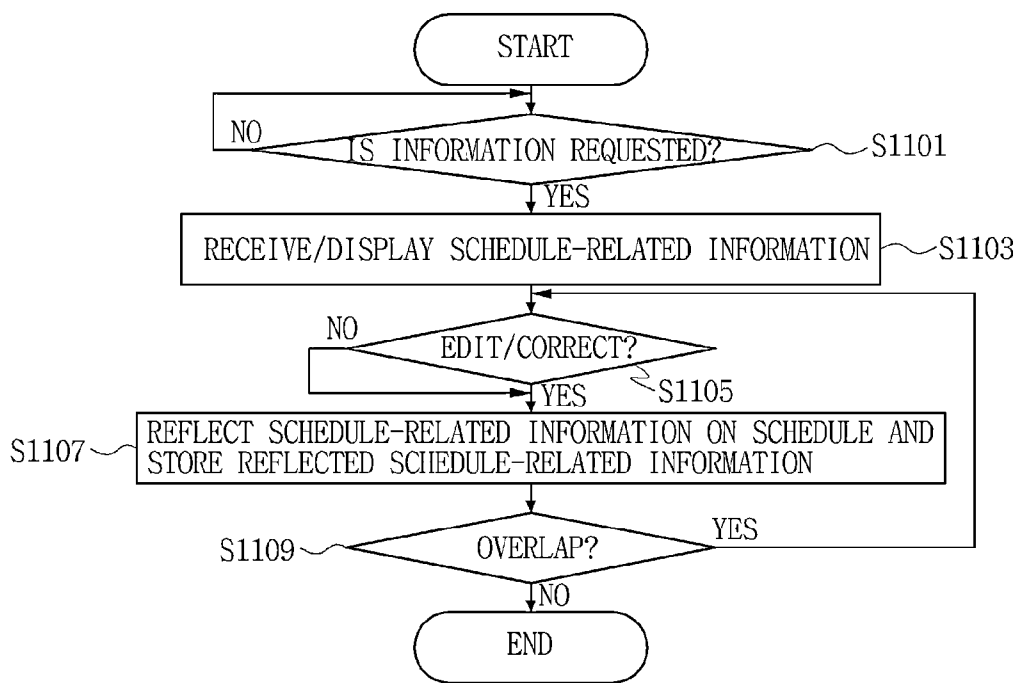 START
NO
IS INFORMATION REQUESTED?
S1101
YES
RECEIVE/DISPLAY SCHEDULE-RELATED INFORMATION
S1103
NO
EDIT/CORRECT?
S1105
YES
S1107
REFLECT SCHEDULE-RELATED INFORMATION ON SCHEDULE AND
STORE REFLECTED SCHEDULE-RELATED INFORMATION
S1109
OVERLAP?
YES
NO
END